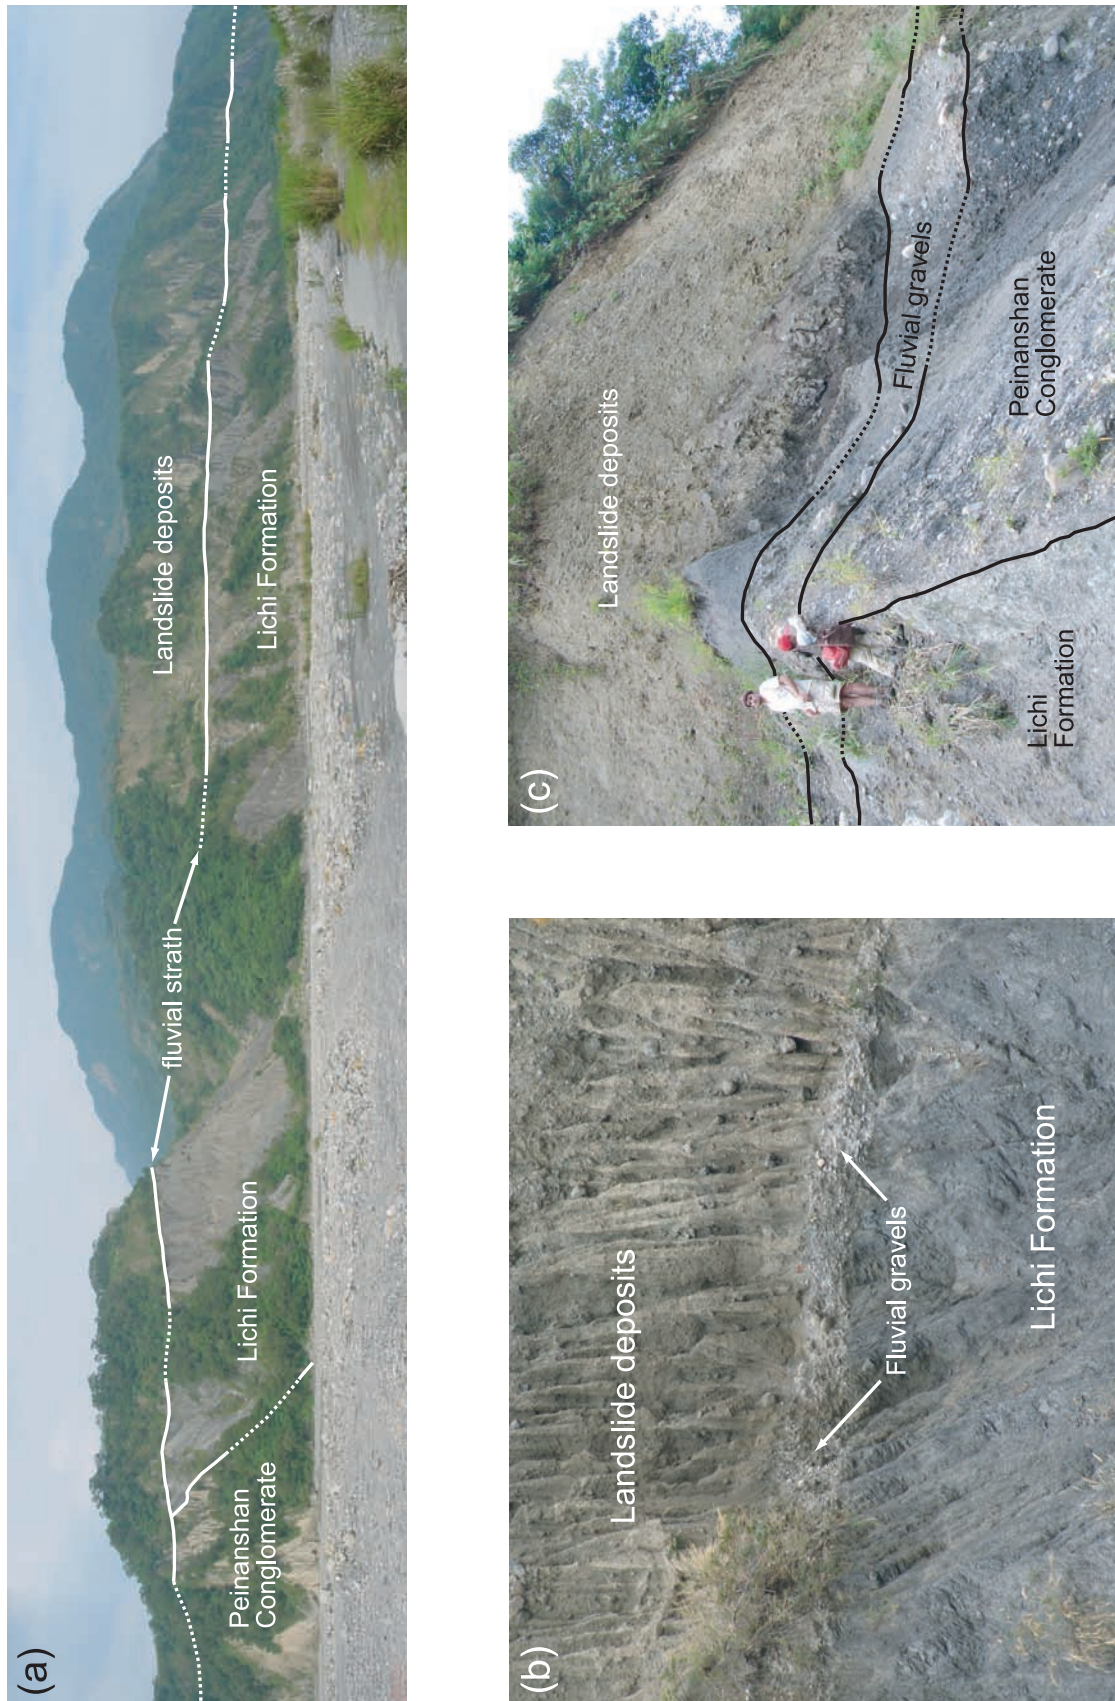 (a)
Landslide deposits
fluvial strath
Lichi Formation
Lichi Formation
Peinanshan
Conglomerate
(b)
Landslide deposits
Fluvial gravels
Lichi Formation
(c)
Landslide deposits
Fluvial gravels
Peinanshan
Conglomerate
Lichi
Formation